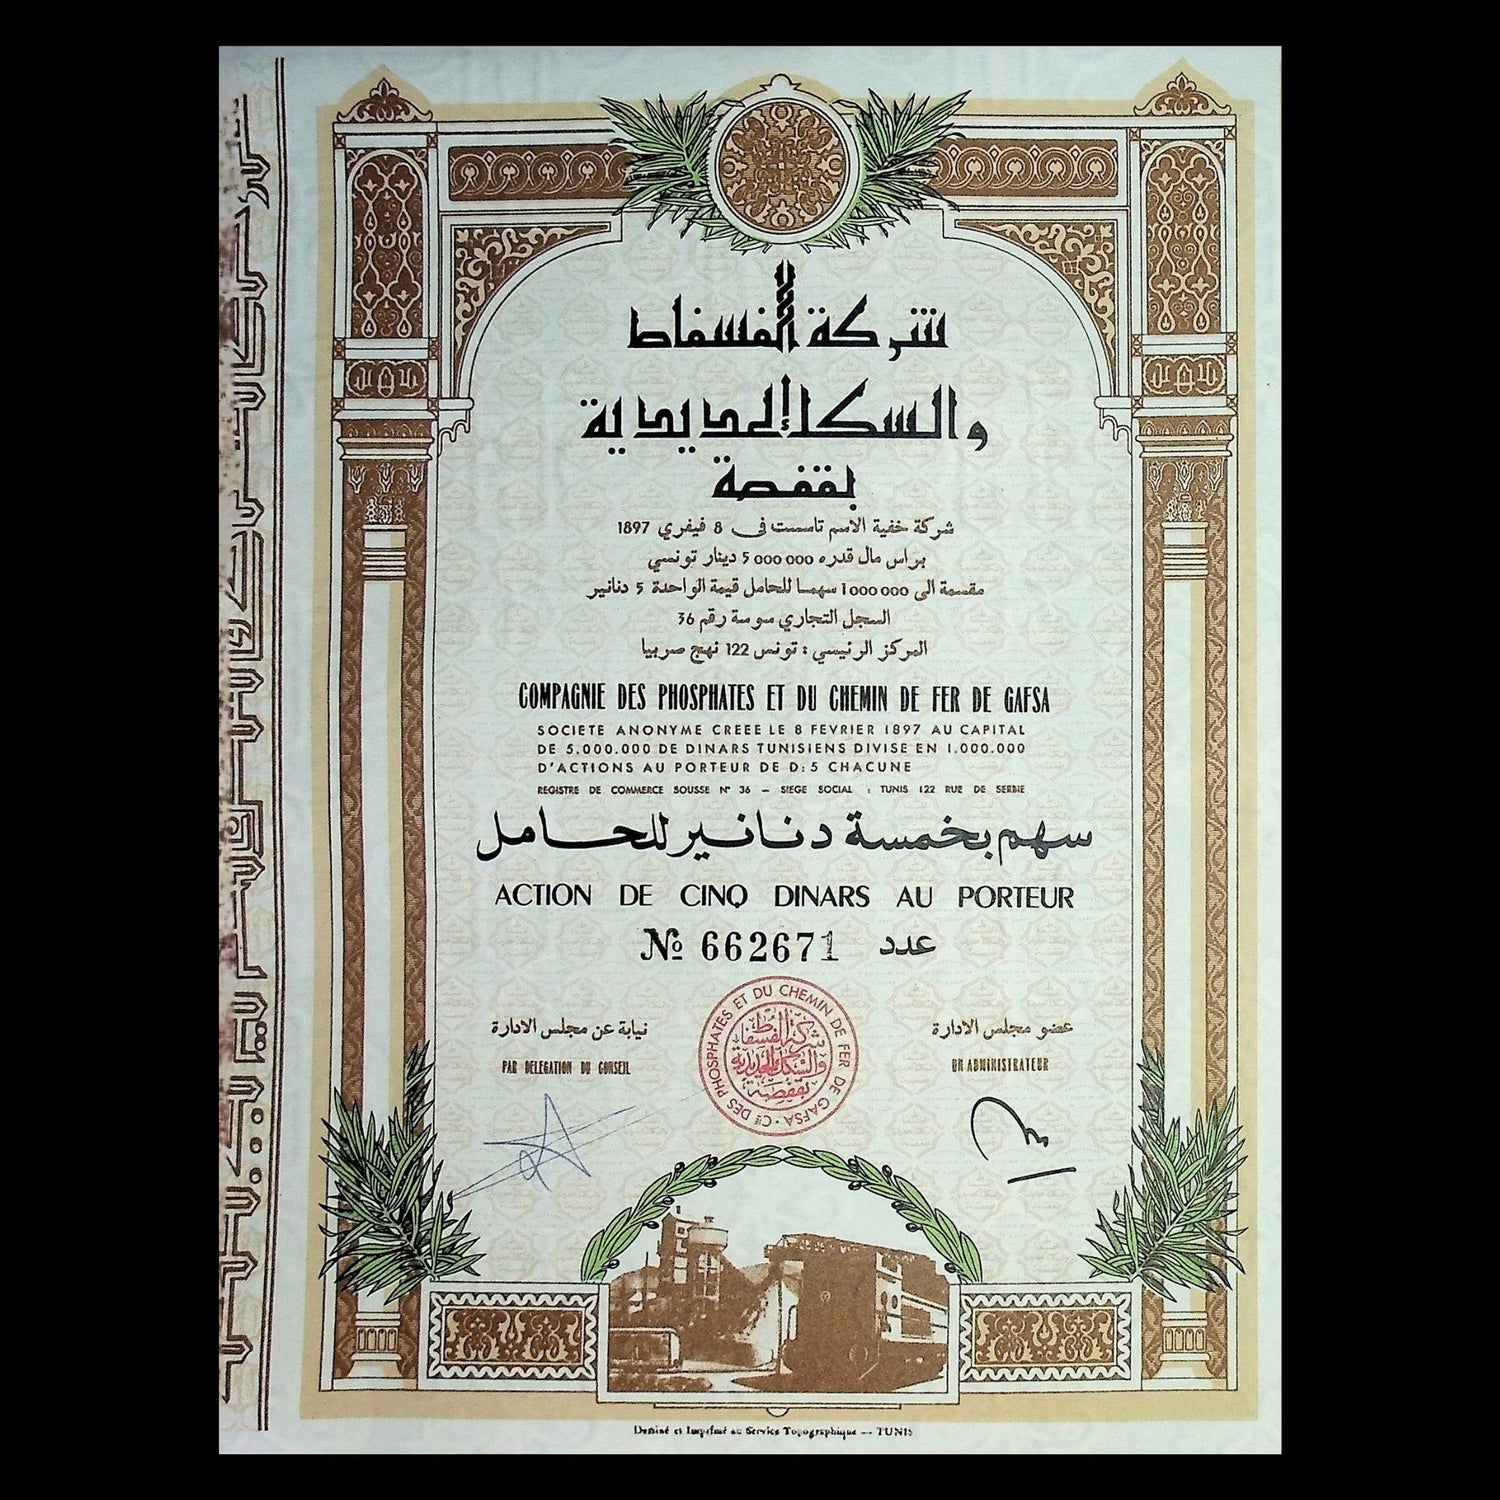 شركة الفسفاط
والسكك الحديدية
بقفصة
شركة خفية الاسم تاسست في 8 فيفري 1897
براس مال قدره 5 000 000 دينار تونسي
مقسمة الى 1 000 000 سهما للحامل قيمة الواحدة 5 دنانير
السجل التجاري سوسة رقم 36
المركز الرئيسي : تونس 122 نهج صربيا
COMPAGNIE DES PHOSPHATES ET DU CHEMIN DE FER DE GAFSA
SOCIETE ANONYME CREEE LE 8 FEVRIER 1897 AU CAPITAL
DE 5.000.000 DE DINARS TUNISIENS DIVISE EN 1.000.000
D'ACTIONS AU PORTEUR DE D: 5 CHACUNE
REGISTRE DE COMMERCE SOUSSE N° 36 – SIEGE SOCIAL : TUNIS 122 RUE DE SERBIE
سهم بخمسة دنانير للحامل
ACTION DE CINQ DINARS AU PORTEUR
№ 662671 عدد
عضو مجلس الادارة
UN ADMINISTRATEUR
نيابة عن مجلس الادارة
PAR DELEGATION DU CONSEIL
Cie DES PHOSPHATES ET DU CHEMIN DE FER DE GAFSA
شركة الفسفاط
والسكك الحديدية
بقفصة
Dessiné et Imprimé au Service Topographique — TUNIS